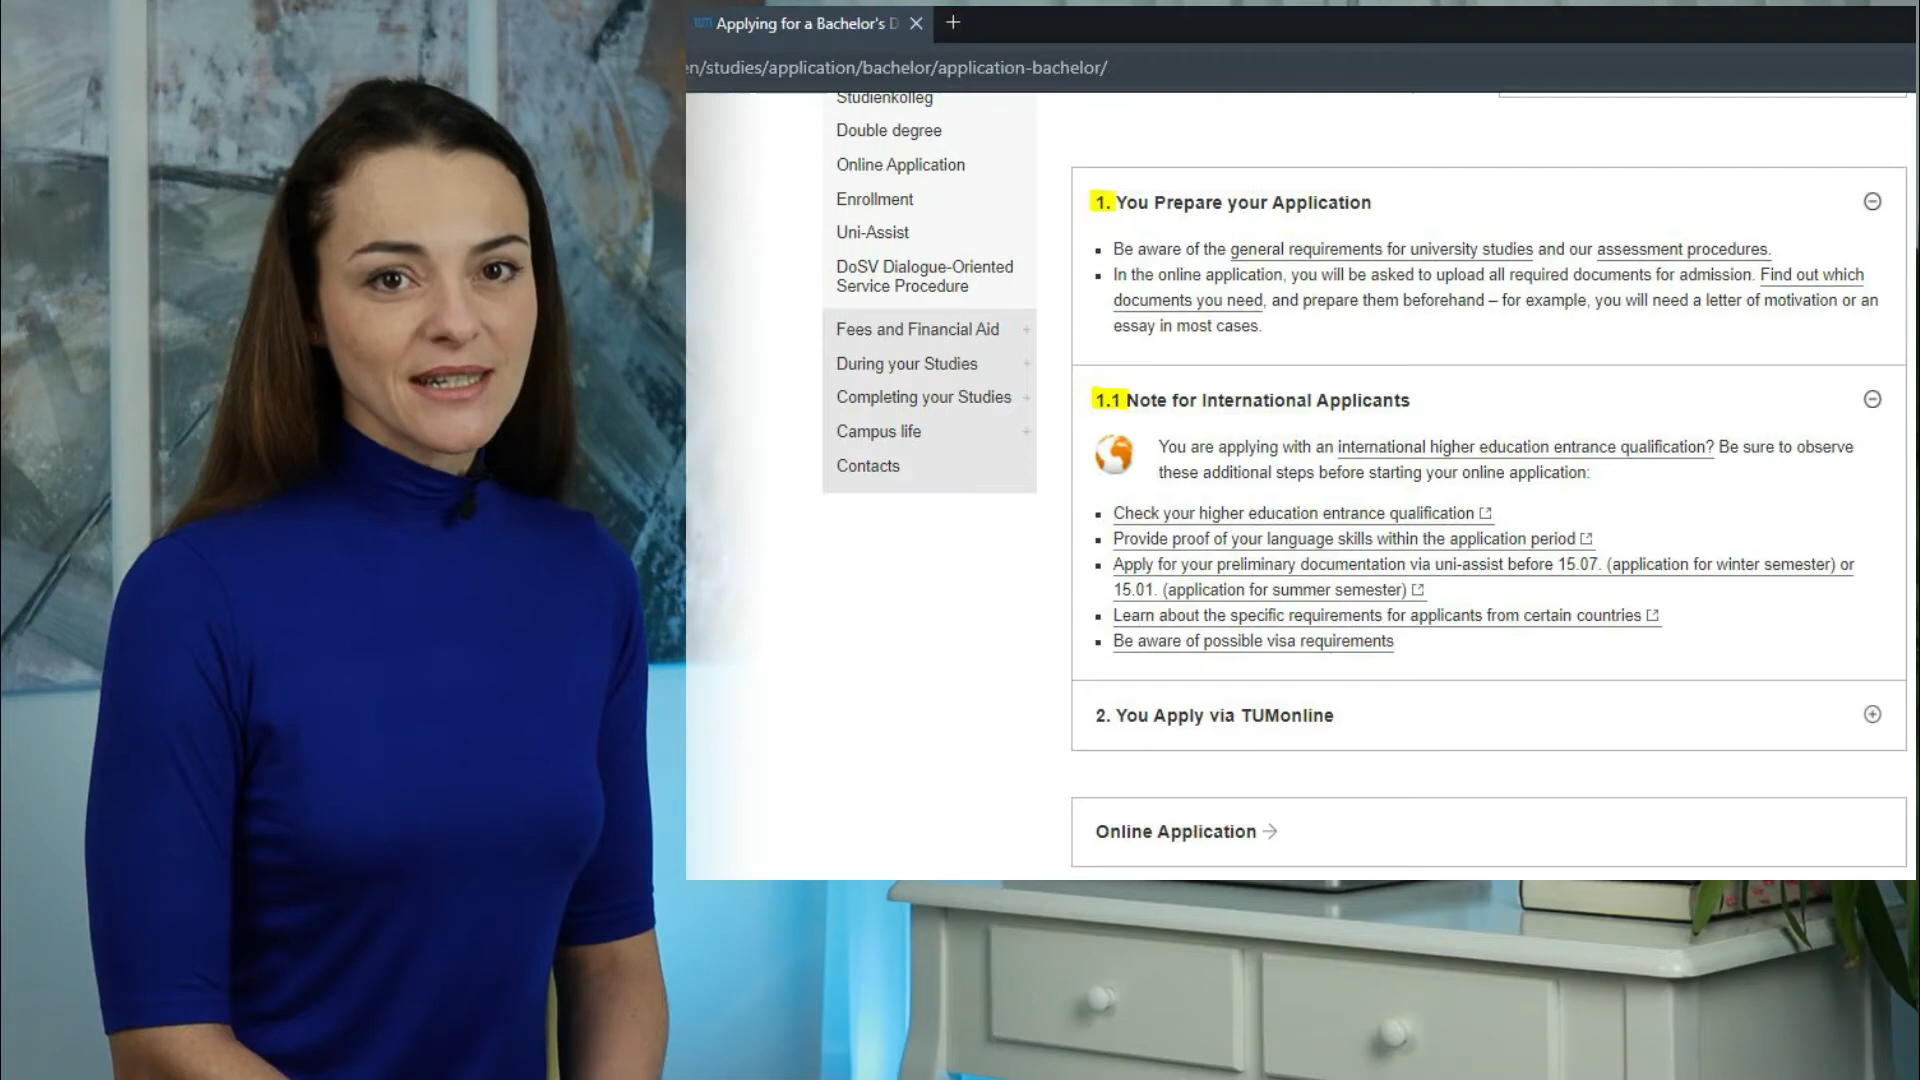 TUM Applying for a Bachelor's D
en/studies/application/bachelor/application-bachelor/
Studienkolleg
Double degree
Online Application
Enrollment
Uni-Assist
DoSV Dialogue-Oriented
Service Procedure
Fees and Financial Aid +
During your Studies +
Completing your Studies +
Campus life +
Contacts
1. You Prepare your Application
Be aware of the general requirements for university studies and our assessment procedures.
In the online application, you will be asked to upload all required documents for admission. Find out which
documents you need, and prepare them beforehand – for example, you will need a letter of motivation or an
essay in most cases.
1.1 Note for International Applicants
You are applying with an international higher education entrance qualification? Be sure to observe
these additional steps before starting your online application:
Check your higher education entrance qualification
Provide proof of your language skills within the application period
Apply for your preliminary documentation via uni-assist before 15.07. (application for winter semester) or
15.01. (application for summer semester)
Learn about the specific requirements for applicants from certain countries
Be aware of possible visa requirements
2. You Apply via TUMonline
Online Application →